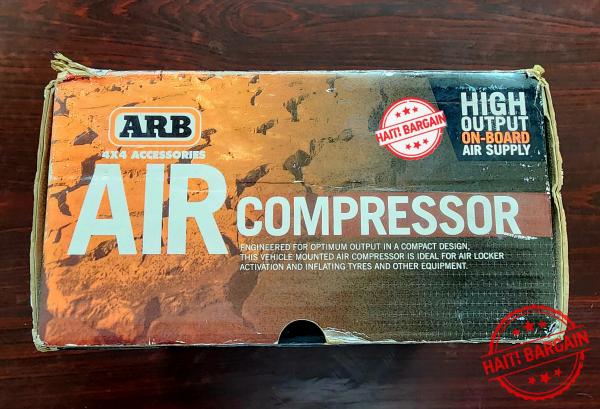 ARB
4X4 ACCESSORIES
HAITI BARGAIN
HIGH
OUTPUT
ON-BOARD
AIR SUPPLY
AIR COMPRESSOR
ENGINEERED FOR OPTIMUM OUTPUT IN A COMPACT DESIGN,
THIS VEHICLE MOUNTED AIR COMPRESSOR IS IDEAL FOR AIR LOCKER
ACTIVATION AND INFLATING TYRES AND OTHER EQUIPMENT.
HAITI BARGAIN